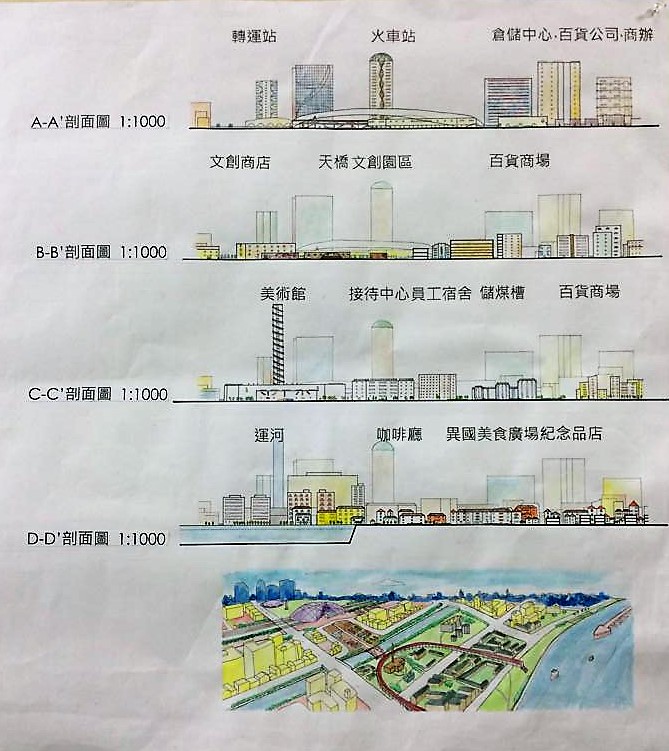 轉運站 火車站 倉儲中心.百貨公司.商辦
A-A'剖面圖 1:1000
文創商店 天橋 文創園區 百貨商場
B-B'剖面圖 1:1000
美術館 接待中心員工宿舍 儲煤槽 百貨商場
C-C'剖面圖 1:1000
運河 咖啡廳 異國美食廣場紀念品店
D-D'剖面圖 1:1000